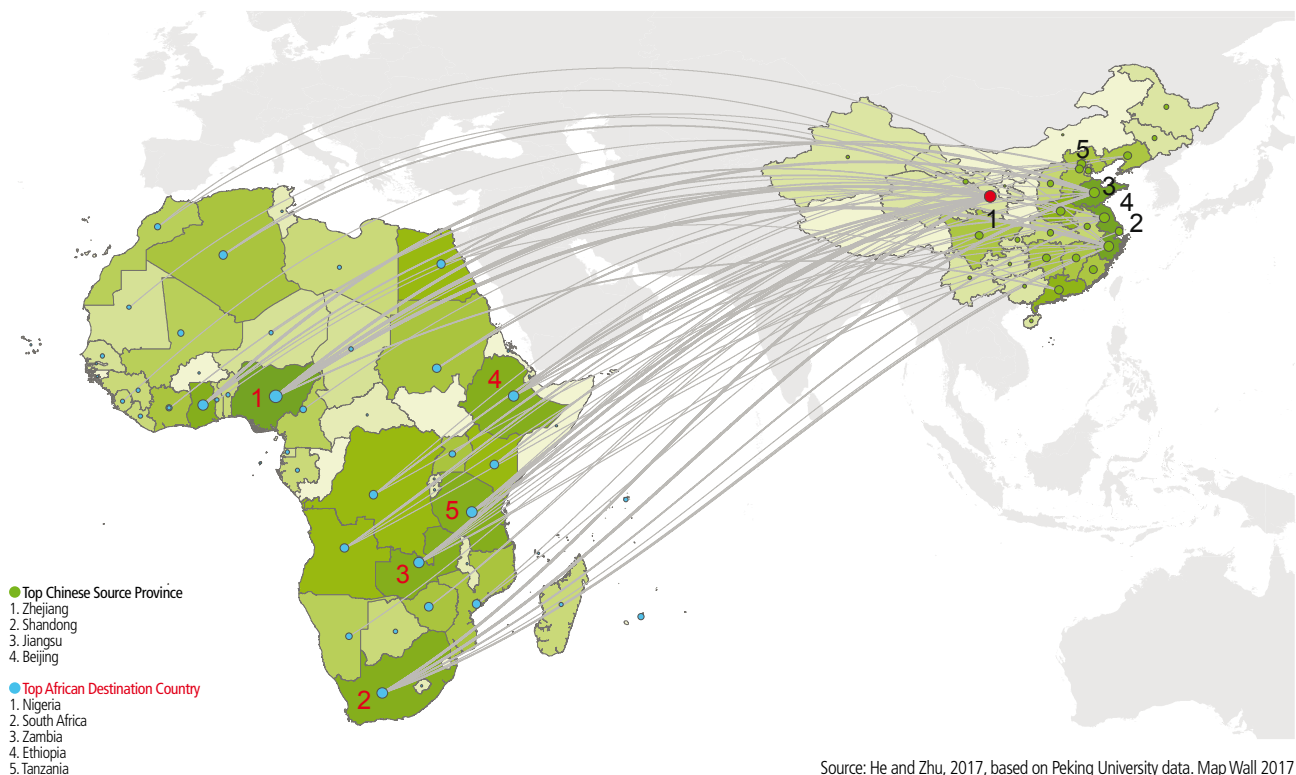 5
3
4
2
1
1
4
5
3
2
Top Chinese Source Province
1. Zhejiang
2. Shandong
3. Jiangsu
4. Beijing
Top African Destination Country
1. Nigeria
2. South Africa
3. Zambia
4. Ethiopia
5. Tanzania
Source: He and Zhu, 2017, based on Peking University data. Map Wall 2017